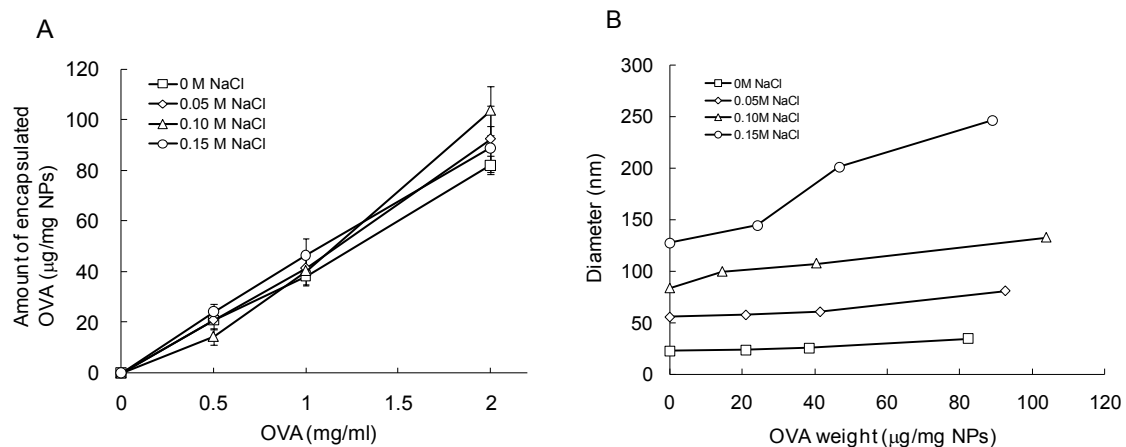 A
Amount of encapsulated
OVA (μg/mg NPs)
120
100
80
60
40
20
0
0 M NaCl
0.05 M NaCl
0.10 M NaCl
0.15 M NaCl
0
0.5
1
1.5
2
OVA (mg/ml)
B
Diameter (nm)
300
250
200
150
100
50
0
0M NaCl
0.05M NaCl
0.10M NaCl
0.15M NaCl
0
20
40
60
80
100
120
OVA weight (μg/mg NPs)